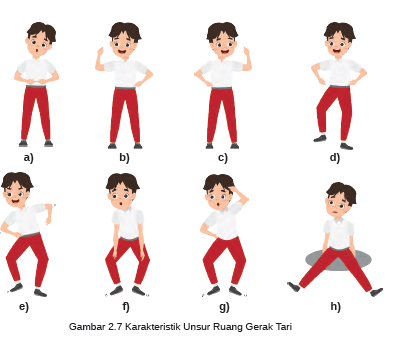 a) b) c) d)
e) f) g) h)
Gambar 2.7 Karakteristik Unsur Ruang Gerak Tari